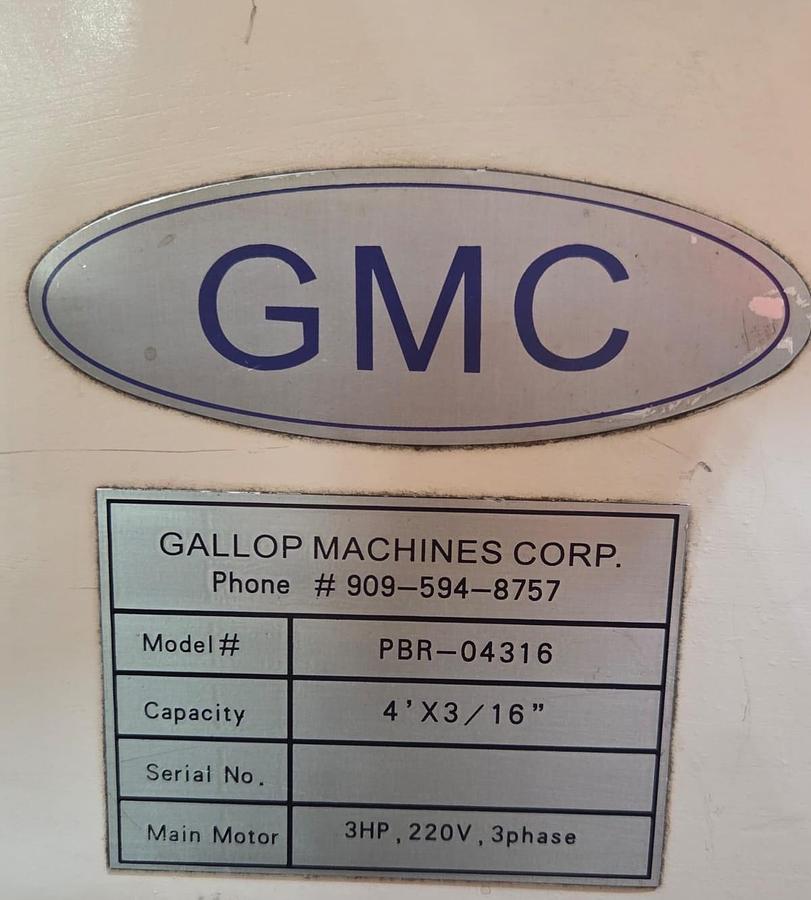 GMC
GALLOP MACHINES CORP.
Phone # 909-594-8757
Model# PBR-04316
Capacity 4'X3/16"
Serial No.
Main Motor 3HP, 220V, 3phase